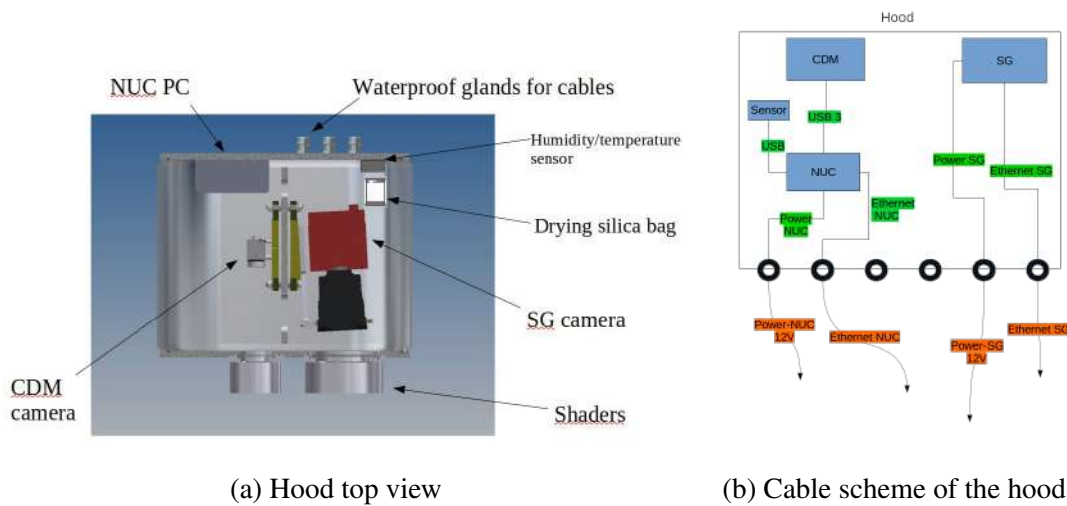 NUC PC
Waterproof glands for cables
Humidity/temperature
sensor
Drying silica bag
SG camera
CDM
camera
Shaders
(a) Hood top view
Hood
CDM
SG
Sensor
USB 3
USB
NUC
Power SG
Ethernet SG
Ethernet
NUC
Power
NUC
Power-NUC
12V
Ethernet NUC
Power-SG
12V
Ethernet SG
(b) Cable scheme of the hood